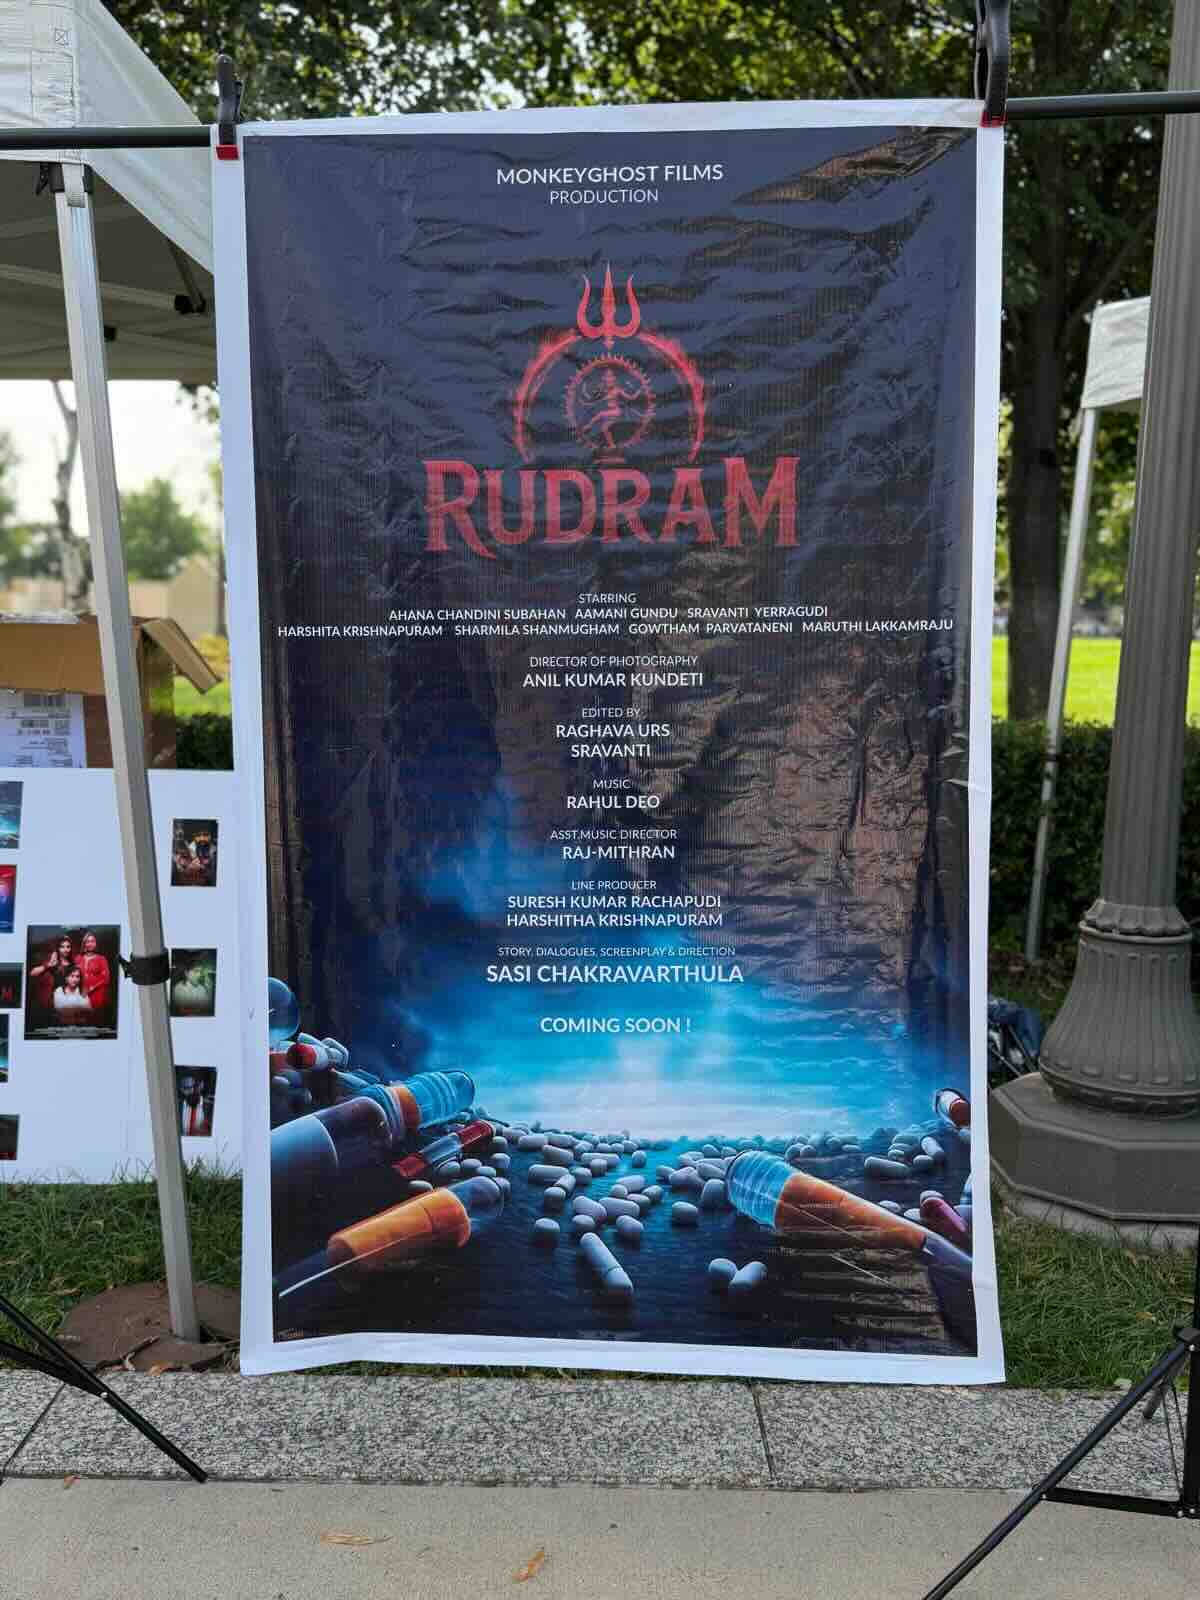 MONKEYGHOST FILMS
PRODUCTION
RUDRAM
STARRING
AHANA CHANDINI SUBAHAN AAMANI GUNDU SRAVANTI YERRAGUDI
HARSHITA KRISHNAPURAM SHARMILA SHANMUGHAM GOWTHAM PARVATANENI MARUTHI LAKKAMRAJU
DIRECTOR OF PHOTOGRAPHY
ANIL KUMAR KUNDETI
EDITED BY
RAGHAVA URS
SRAVANTI
MUSIC
RAHUL DEO
ASST.MUSIC DIRECTOR
RAJ-MITHRAN
LINE PRODUCER
SURESH KUMAR RACHAPUDI
HARSHITHA KRISHNAPURAM
STORY, DIALOGUES, SCREENPLAY & DIRECTION
SASI CHAKRAVARTHULA
COMING SOON !